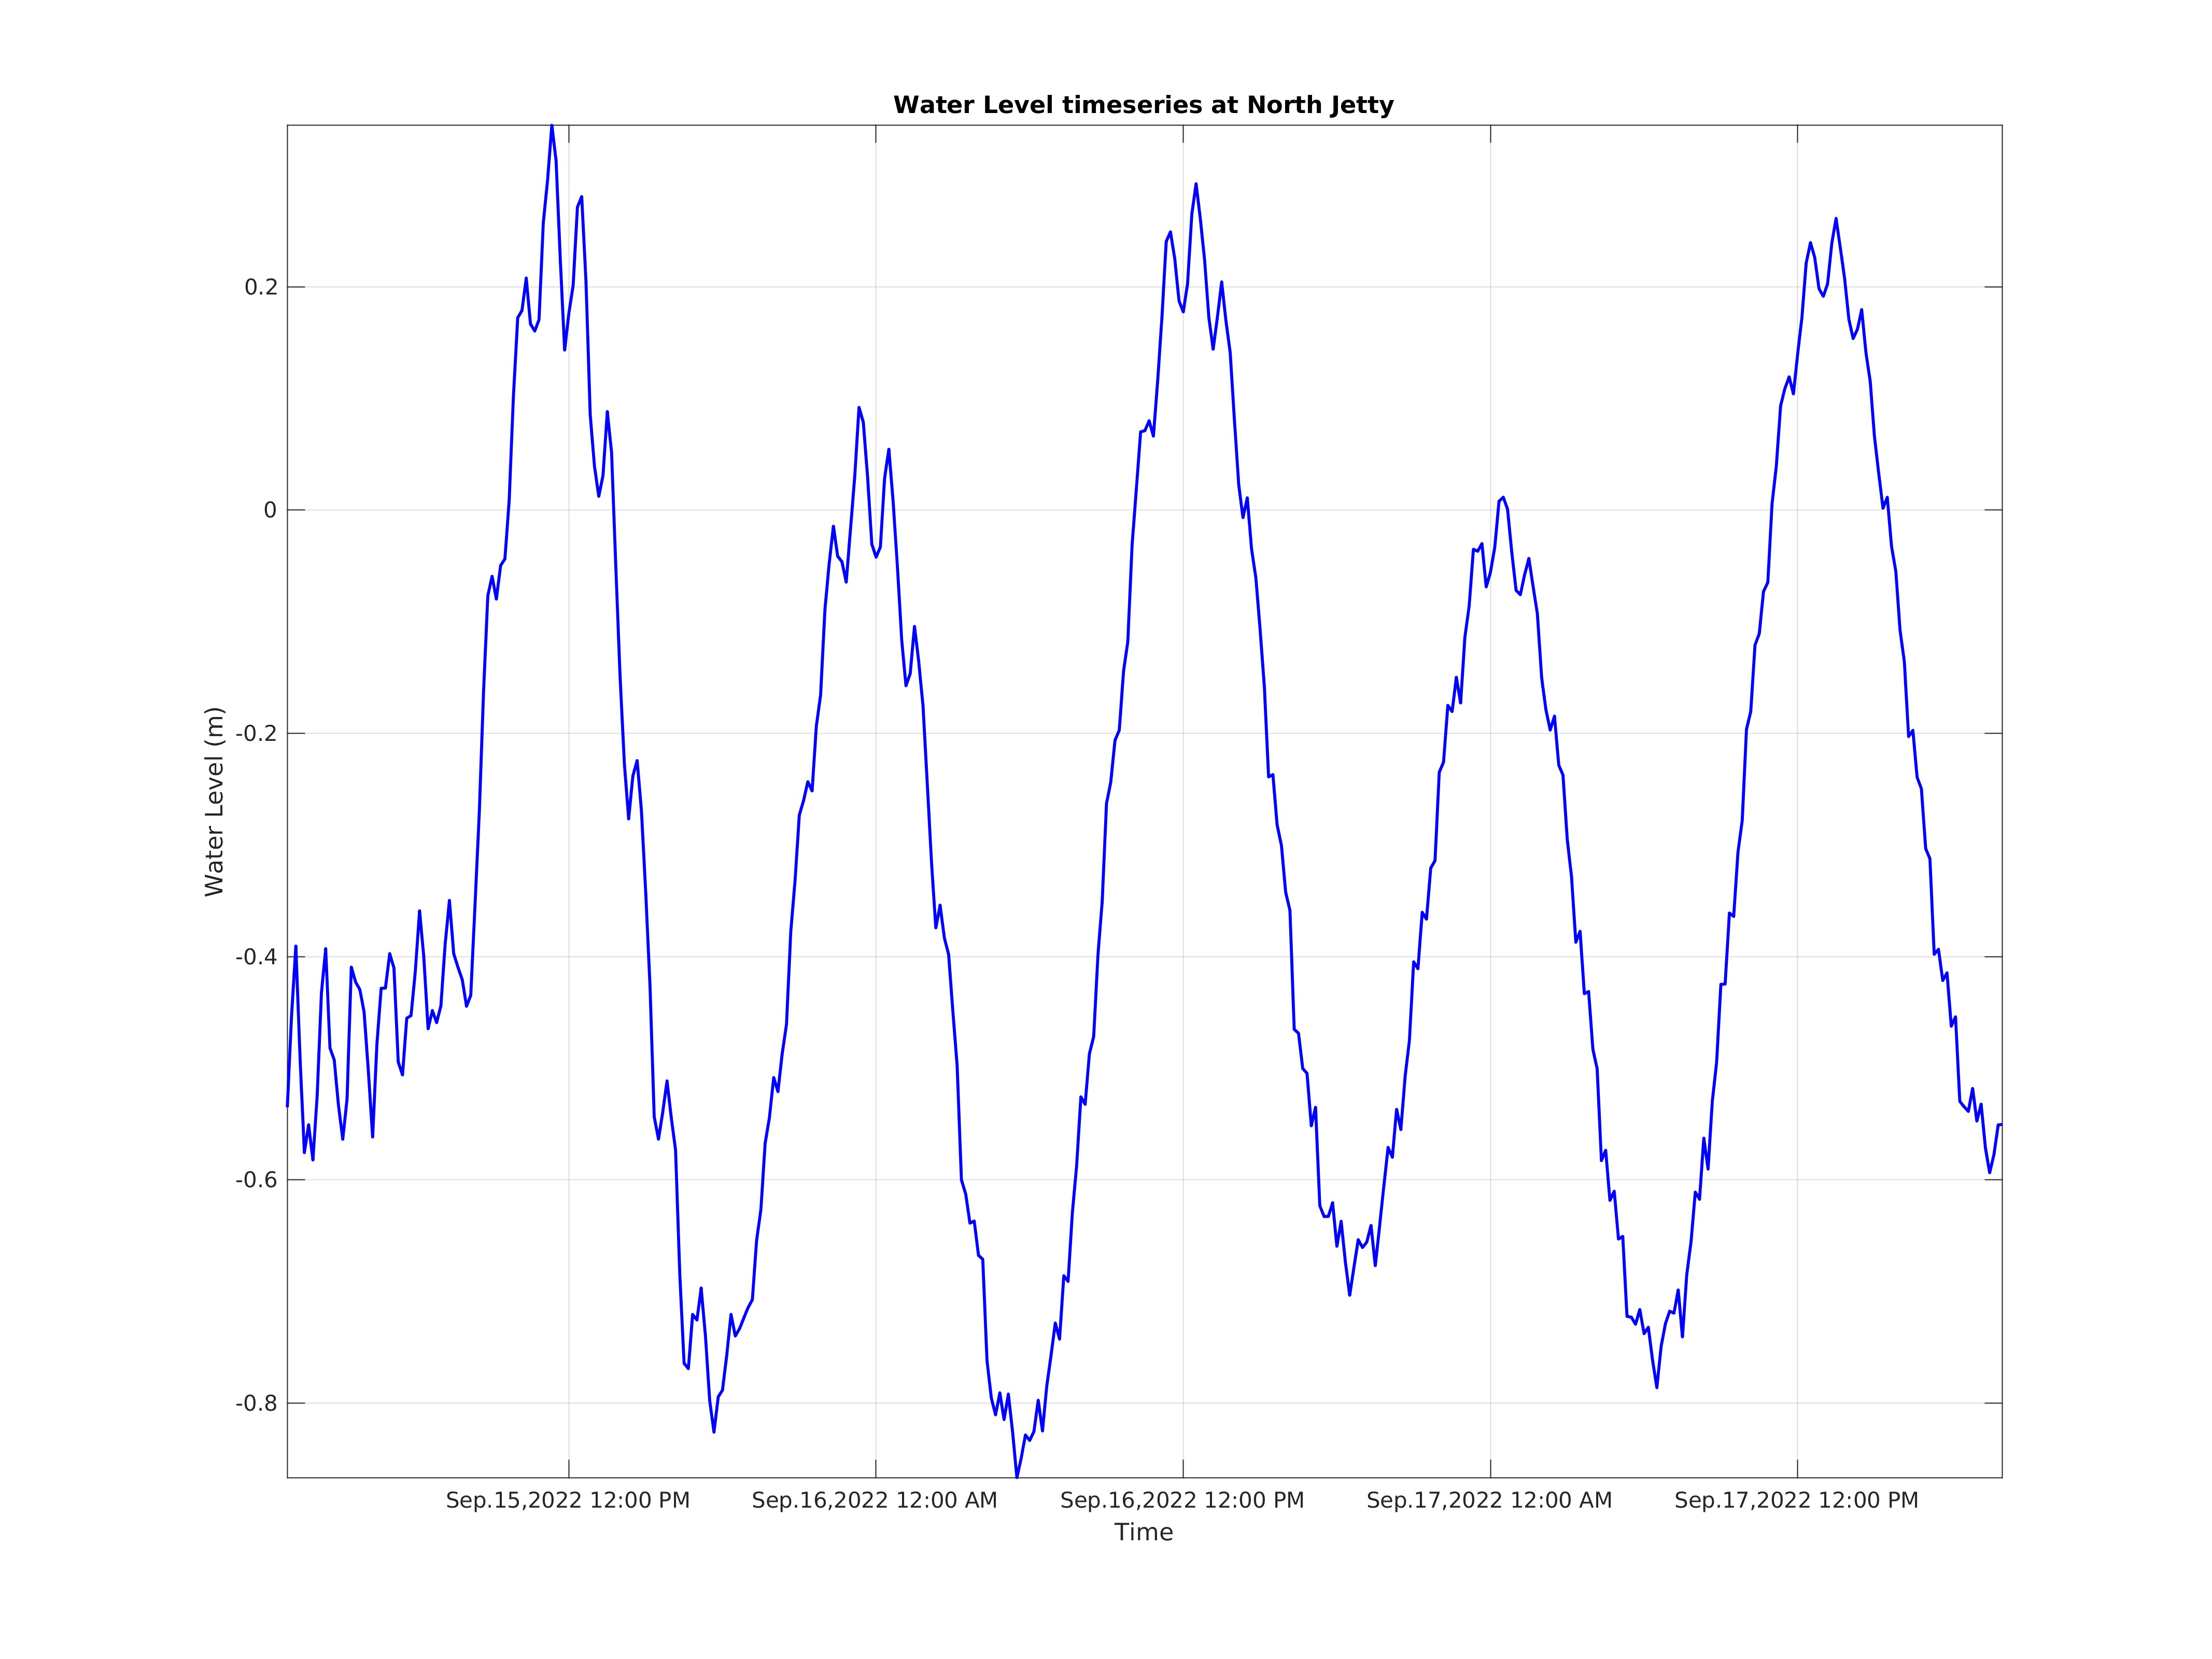 Water Level timeseries at North Jetty
0.2
0
-0.2
-0.4
-0.6
-0.8
Water Level (m)
Sep.15,2022 12:00 PM
Sep.16,2022 12:00 AM
Sep.16,2022 12:00 PM
Sep.17,2022 12:00 AM
Sep.17,2022 12:00 PM
Time